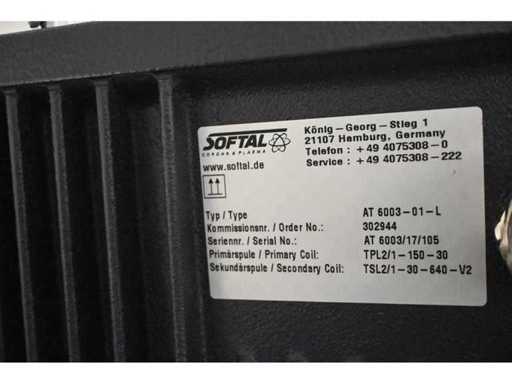 SOFTAL
CORONA & PLASMA
www.softal.de
König – Georg – Stieg 1
21107 Hamburg, Germany
Telefon : + 49 4075308 – 0
Service : + 49 4075308 – 222
Typ / Type AT 6003 – 01 – L
Kommissionsnr. / Order No.: 302944
Seriennr. / Serial No.: AT 6003/17/105
Primärspule / Primary Coil: TPL2/1 – 150 – 30
Sekundärspule / Secondary Coil: TSL2/1 – 30 – 640 – V2